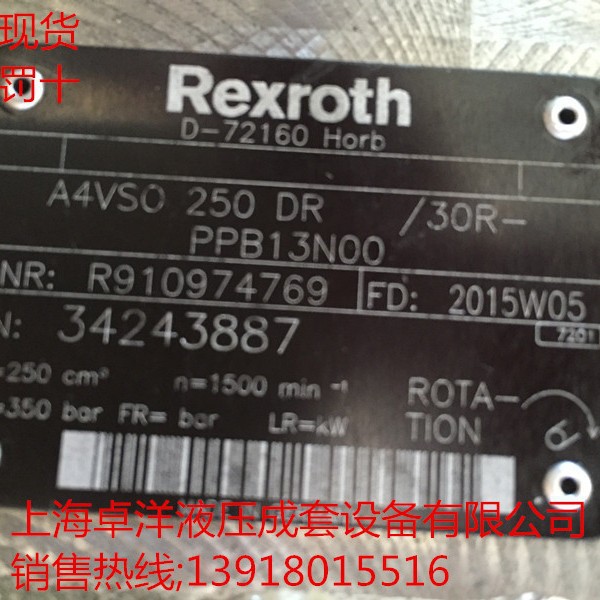 现货
罚十
Rexroth
D-72160 Horb
A4VSO 250 DR /30R-
PPB13N00
NR: R910974769 FD: 2015W05
N: 34243887 7201
=250 cm³ n=1500 min⁻¹ ROTA-
=350 bar FR= bar LR=kW TION
上海卓洋液压成套设备有限公司
销售热线;13918015516